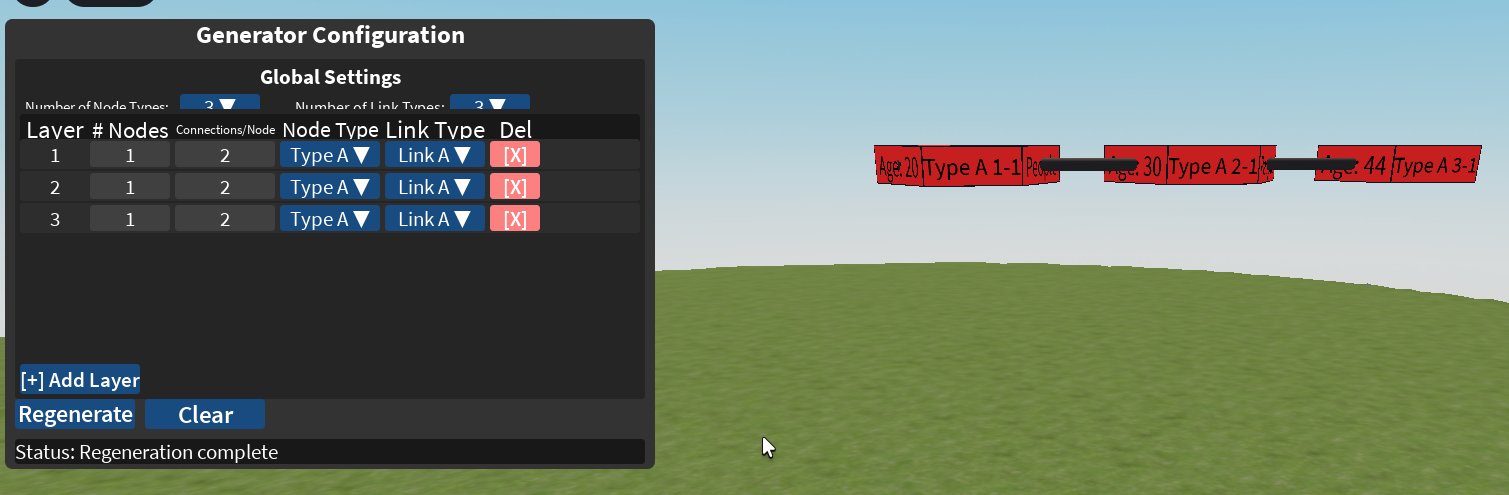 Generator Configuration
Global Settings
Number of Node Types: 3 ▼ Number of Link Types: 3 ▼
Layer # Nodes Connections/Node Node Type Link Type Del
1 1 2 Type A ▼ Link A ▼ [X]
2 1 2 Type A ▼ Link A ▼ [X]
3 1 2 Type A ▼ Link A ▼ [X]
[+] Add Layer
Regenerate Clear
Status: Regeneration complete
Age: 20 Type A 1-1 Age: 30 Type A 2-1 Age: 44 Type A 3-1